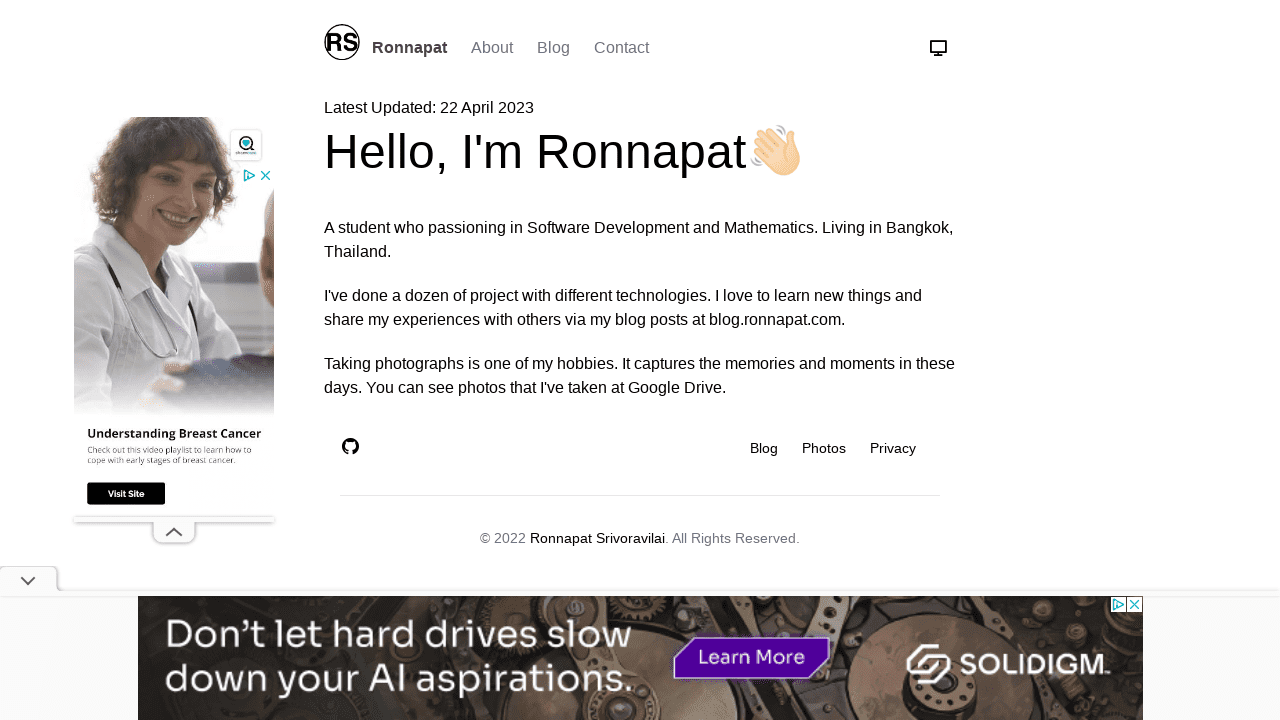 RS
Ronnapat About Blog Contact
Latest Updated: 22 April 2023
Hello, I'm Ronnapat👋🏻
A student who passioning in Software Development and Mathematics. Living in Bangkok,
Thailand.
I've done a dozen of project with different technologies. I love to learn new things and
share my experiences with others via my blog posts at blog.ronnapat.com.
Taking photographs is one of my hobbies. It captures the memories and moments in these
days. You can see photos that I've taken at Google Drive.
Understanding Breast Cancer
Check out this video playlist to learn how to
cope with early stages of breast cancer.
Visit Site
Blog Photos Privacy
© 2022 Ronnapat Srivoravilai. All Rights Reserved.
Don't let hard drives slow
down your AI aspirations.
Learn More
SOLIDIGM